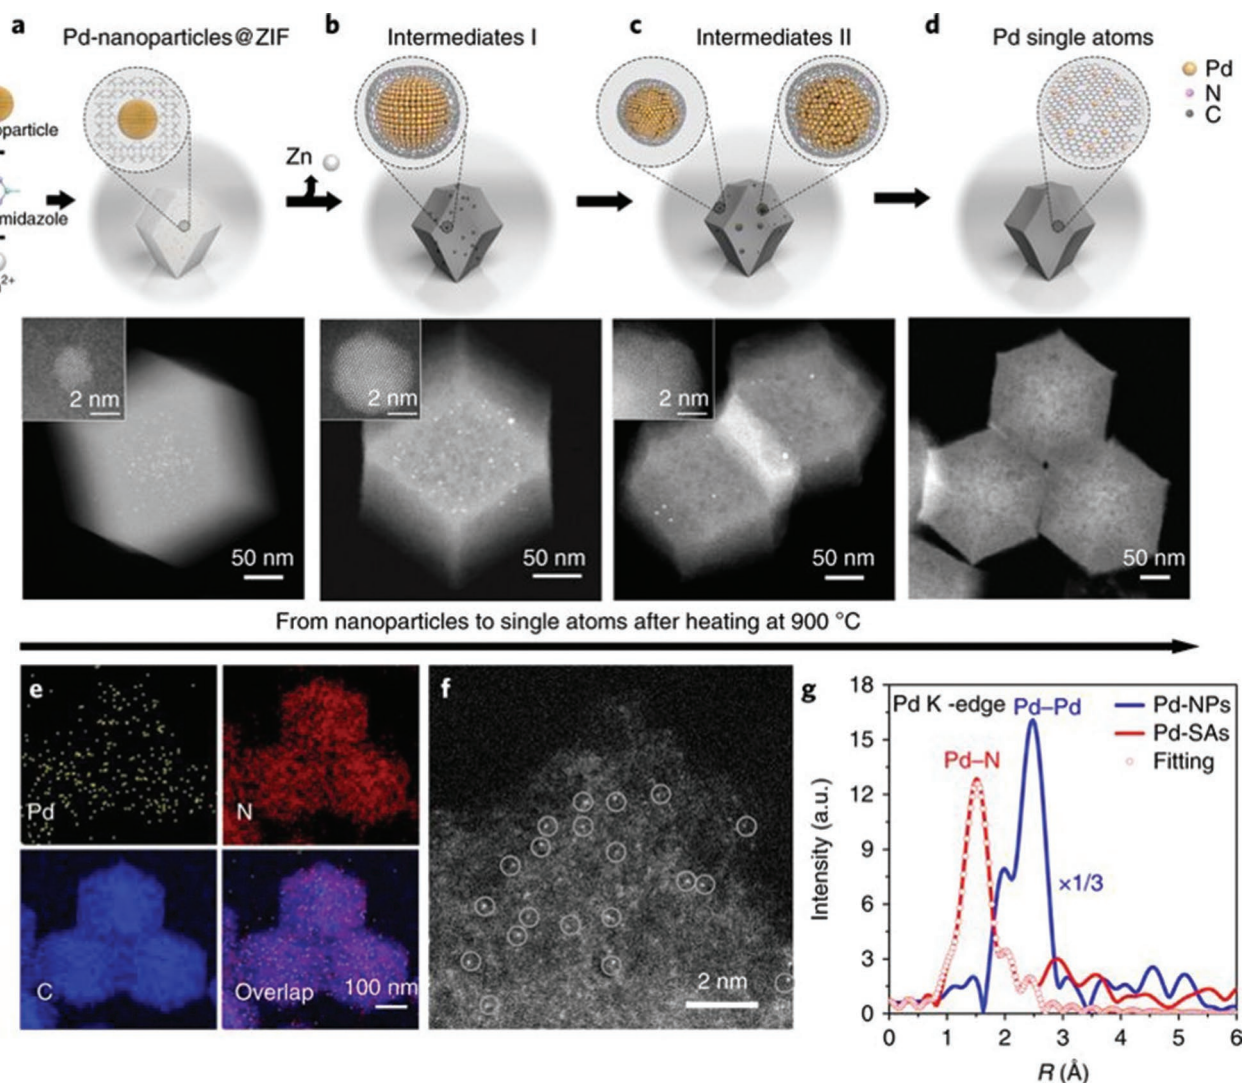 a
Pd-nanoparticles@ZIF
b
Intermediates I
c
Intermediates II
d
Pd single atoms
Pd
N
C
oparticle
midazole
2+
Zn
2 nm
50 nm
2 nm
50 nm
2 nm
50 nm
50 nm
From nanoparticles to single atoms after heating at 900 °C
e
Pd
N
C
Overlap
100 nm
f
2 nm
g
18
15
12
9
6
3
0
Intensity (a.u.)
Pd K -edge
Pd–Pd
Pd–N
Pd-NPs
Pd-SAs
Fitting
×1/3
0 1 2 3 4 5 6
R (Å)